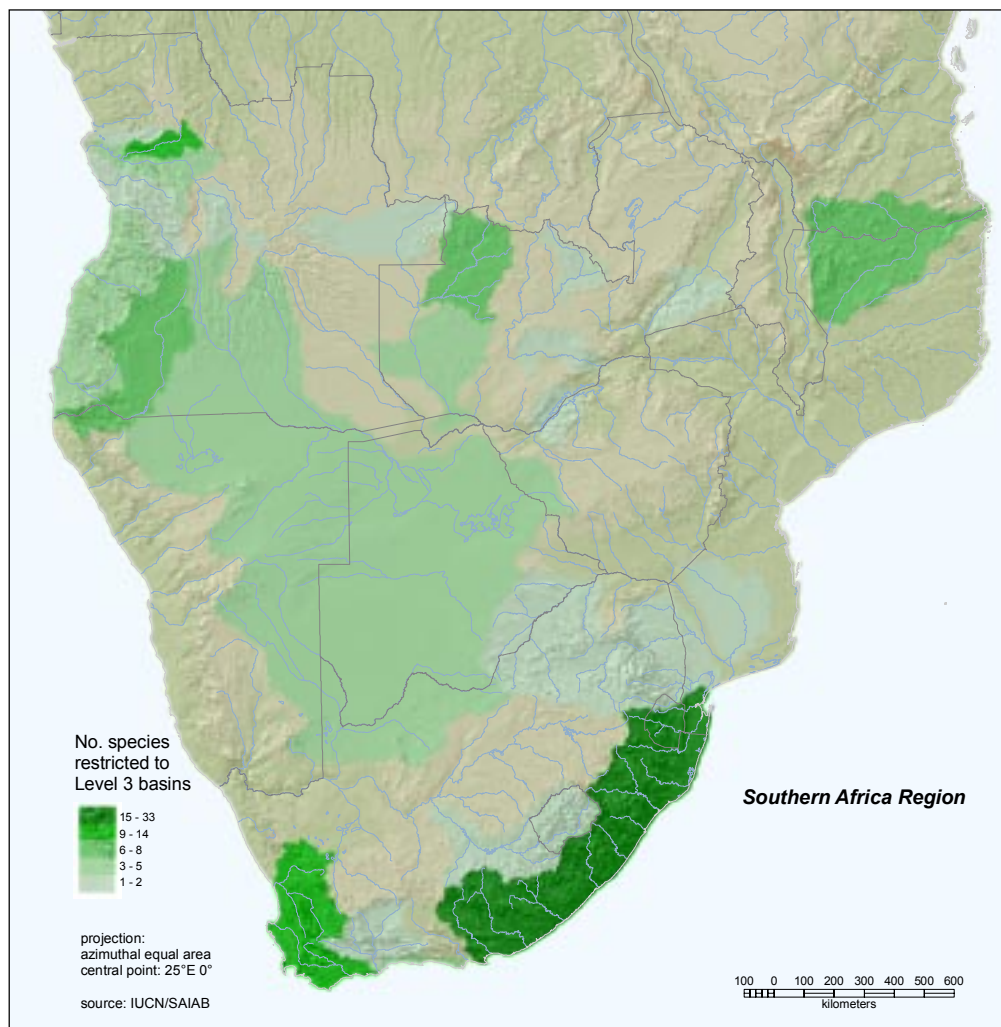 No. species
restricted to
Level 3 basins
15 - 33
9 - 14
6 - 8
3 - 5
1 - 2
Southern Africa Region
projection:
azimuthal equal area
central point: 25°E 0°
source: IUCN/SAIAB
100 0 100 200 300 400 500 600
kilometers